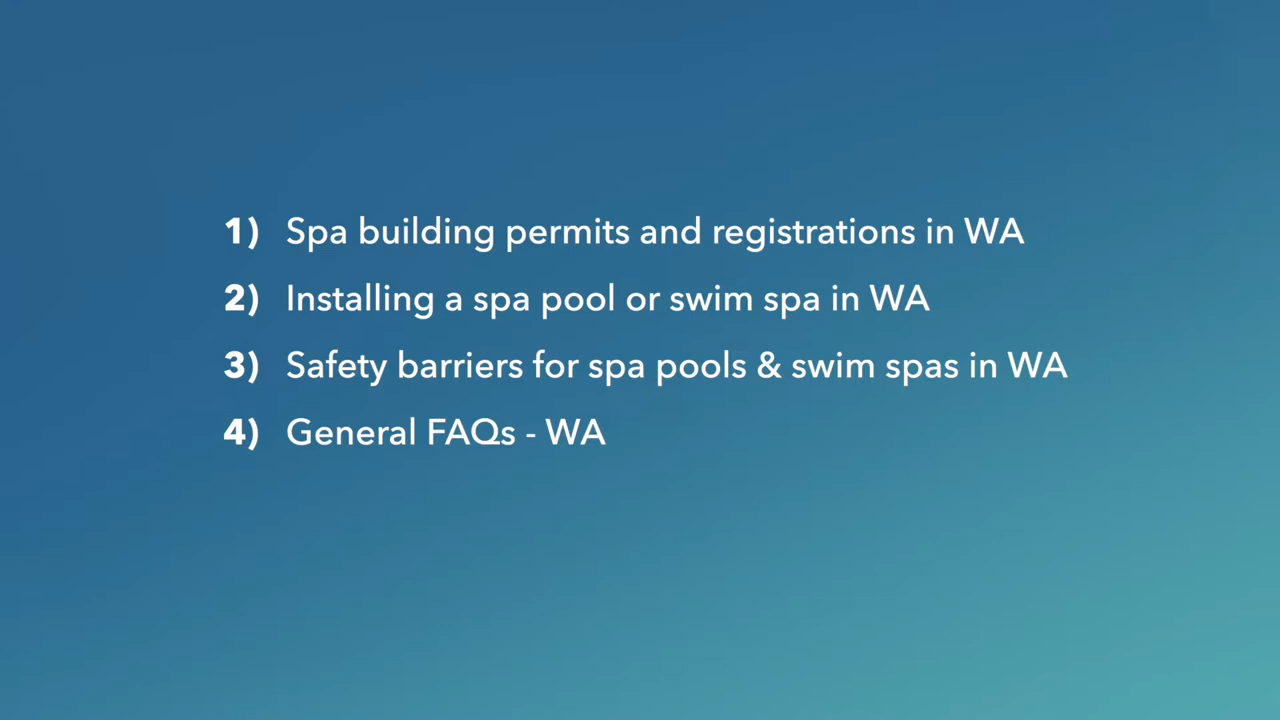 1) Spa building permits and registrations in WA
2) Installing a spa pool or swim spa in WA
3) Safety barriers for spa pools & swim spas in WA
4) General FAQs - WA